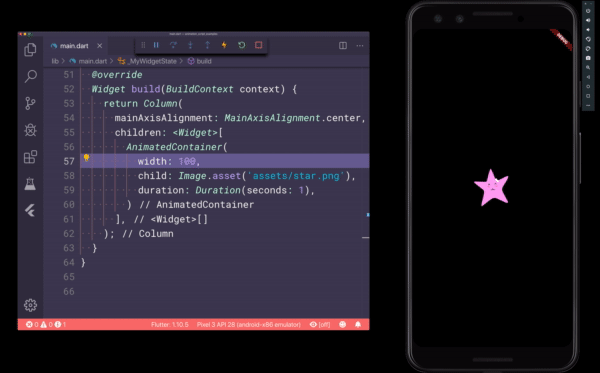 main.dart
lib > main.dart > _MyWidgetState > build
51 @override
52 Widget build(BuildContext context) {
53 return Column(
54 mainAxisAlignment: MainAxisAlignment.center,
55 children: <Widget>[
56 AnimatedContainer(
57 width: 100,
58 child: Image.asset('assets/star.png'),
59 duration: Duration(seconds: 1),
60 ) // AnimatedContainer
61 ], // <Widget>[]
62 ); // Column
63 }
64 }
65
66
0 0 1 Flutter: 1.10.5 Pixel 3 API 28 (android-x86 emulator) [off]
DEBUG